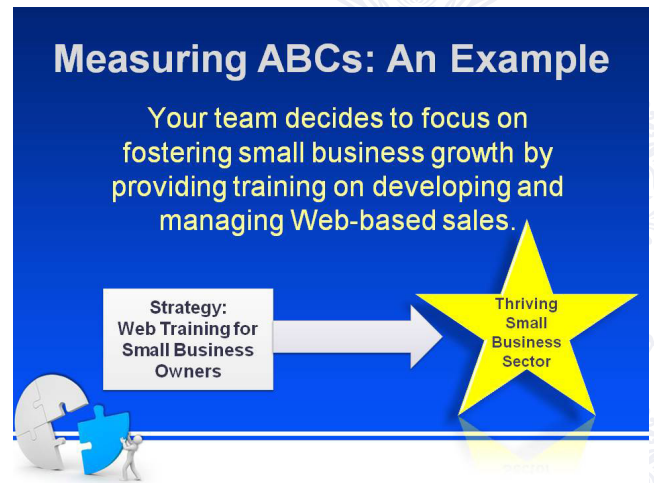 Measuring ABCs: An Example
Your team decides to focus on
fostering small business growth by
providing training on developing and
managing Web-based sales.
Strategy:
Web Training for
Small Business
Owners
Thriving
Small
Business
Sector